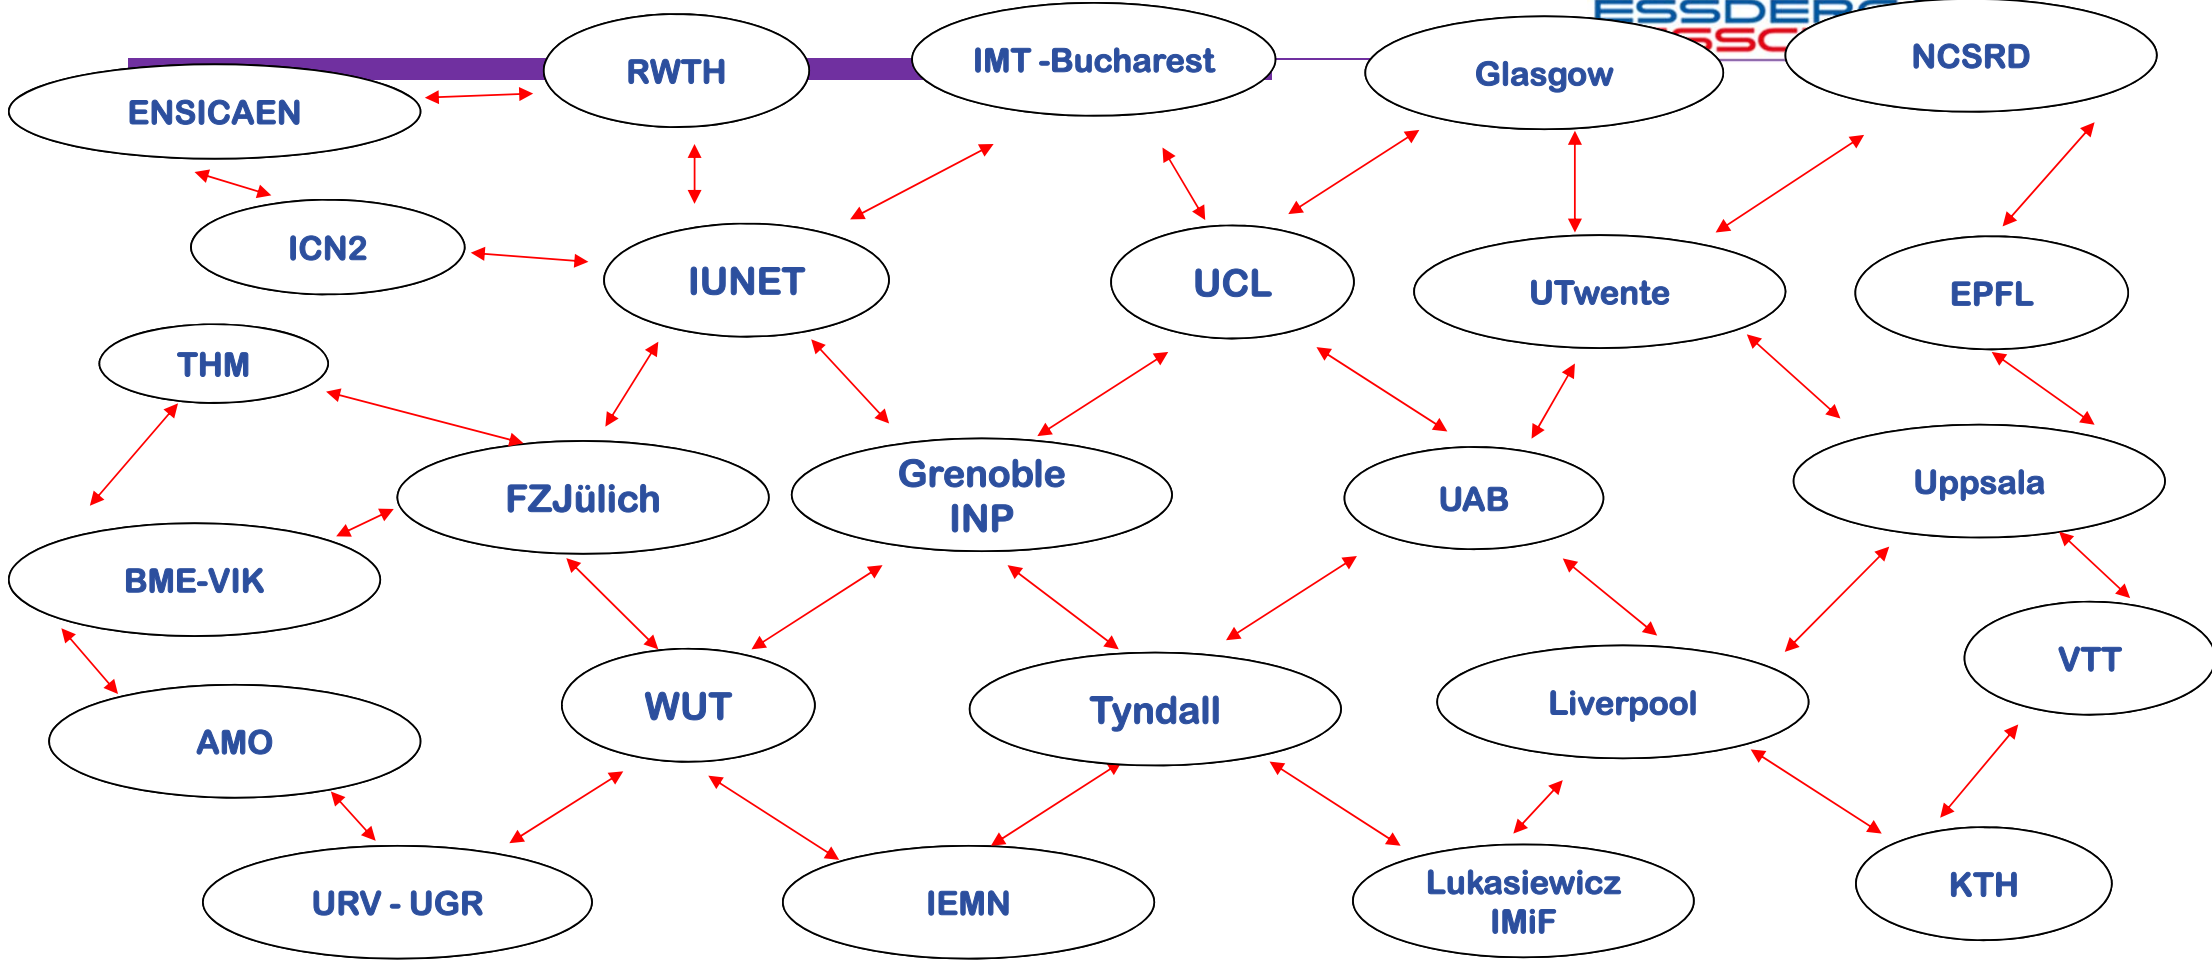 RWTH
IMT -Bucharest
Glasgow
NCSRD
ENSICAEN
ICN2
IUNET
UCL
UTwente
EPFL
THM
FZJülich
Grenoble
INP
UAB
Uppsala
BME-VIK
WUT
Tyndall
Liverpool
VTT
AMO
URV - UGR
IEMN
Lukasiewicz
IMiF
KTH